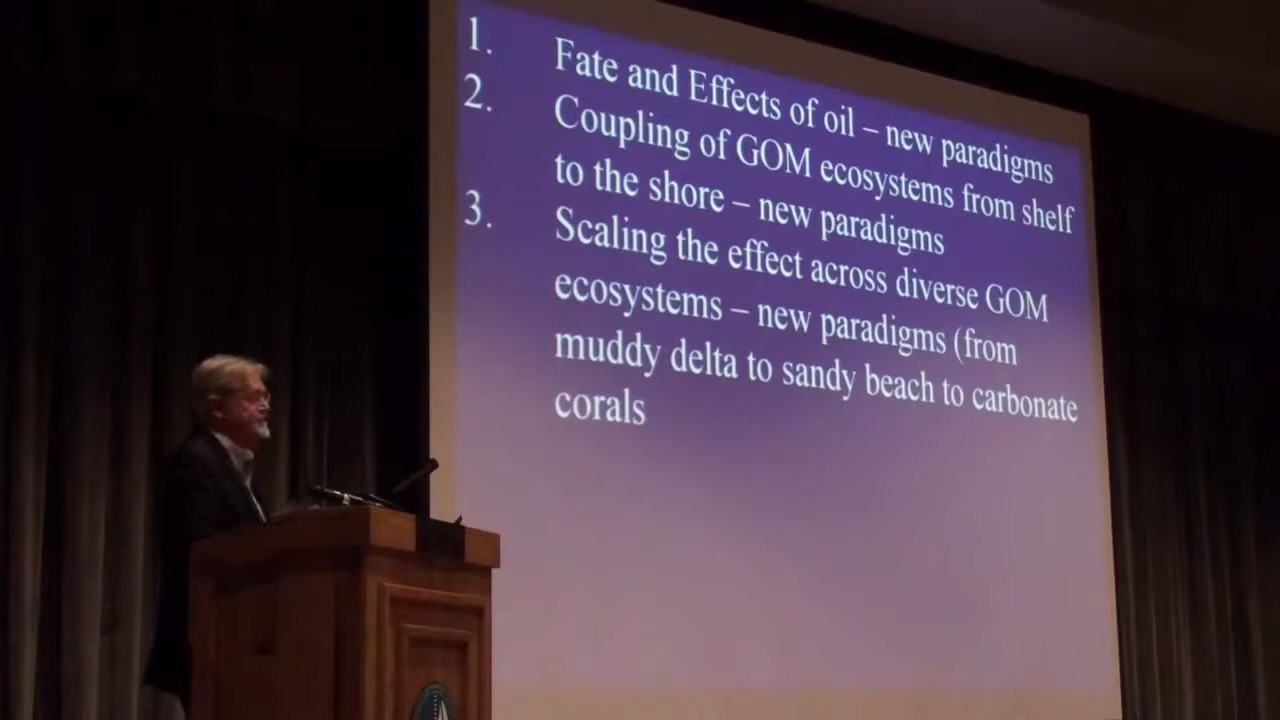 1. Fate and Effects of oil – new paradigms
2. Coupling of GOM ecosystems from shelf
to the shore – new paradigms
3. Scaling the effect across diverse GOM
ecosystems – new paradigms (from
muddy delta to sandy beach to carbonate
corals